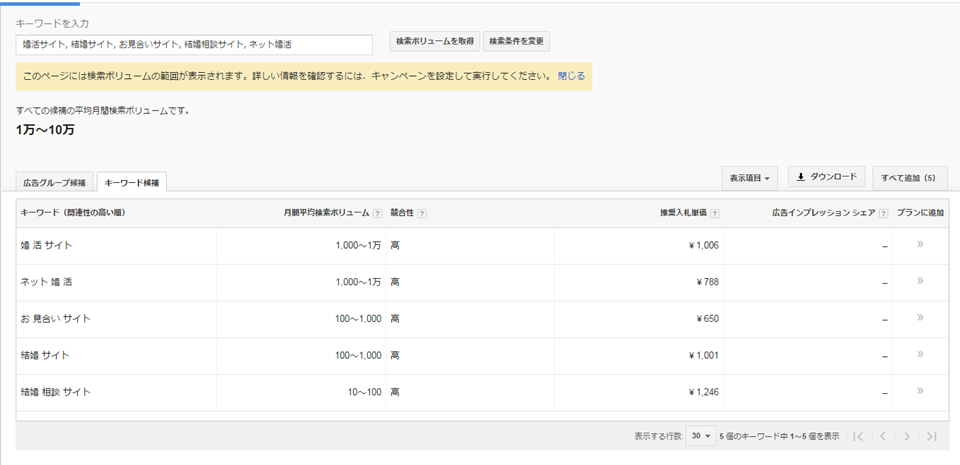 キーワードを入力
婚活サイト, 結婚サイト, お見合いサイト, 結婚相談サイト, ネット婚活 検索ボリュームを取得 検索条件を変更
このページには検索ボリュームの範囲が表示されます。詳しい情報を確認するには、キャンペーンを設定して実行してください。 閉じる
すべての候補の平均月間検索ボリュームです。
1万～10万
広告グループ候補 キーワード候補 表示項目 ダウンロード すべて追加（5）
キーワード（関連性の高い順） 月間平均検索ボリューム ? 競合性 ? 推奨入札単価 ? 広告インプレッション シェア ? プランに追加
婚 活 サイト 1,000～1万 高 ¥ 1,006 – »
ネット 婚 活 1,000～1万 高 ¥ 788 – »
お 見合い サイト 100～1,000 高 ¥ 650 – »
結婚 サイト 100～1,000 高 ¥ 1,001 – »
結婚 相談 サイト 10～100 高 ¥ 1,246 – »
表示する行数: 30 5 個のキーワード中 1～5 個を表示